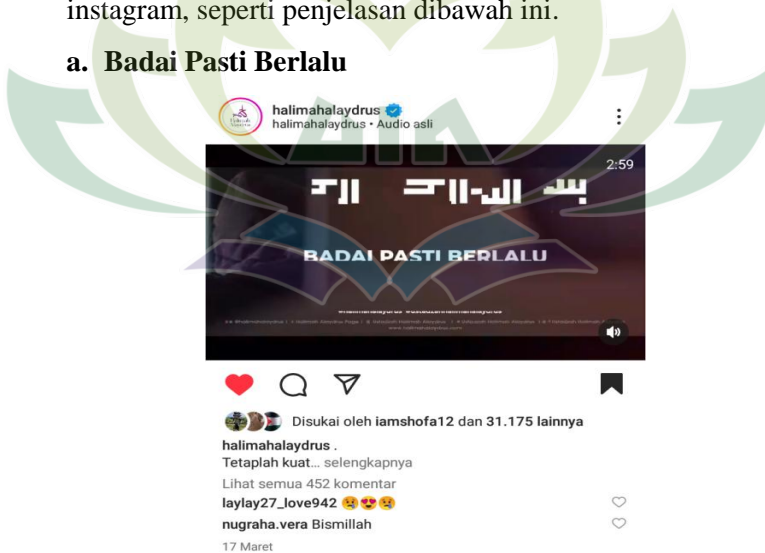 instagram, seperti penjelasan dibawah ini.
a. Badai Pasti Berlalu
halimahalaydrus
halimahalaydrus • Audio asli
2:59
BADAI PASTI BERLALU
Disukai oleh iamshofa12 dan 31.175 lainnya
halimahalaydrus .
Tetaplah kuat... selengkapnya
Lihat semua 452 komentar
laylay27_love942 😢😍😢
nugraha.vera Bismillah
17 Maret